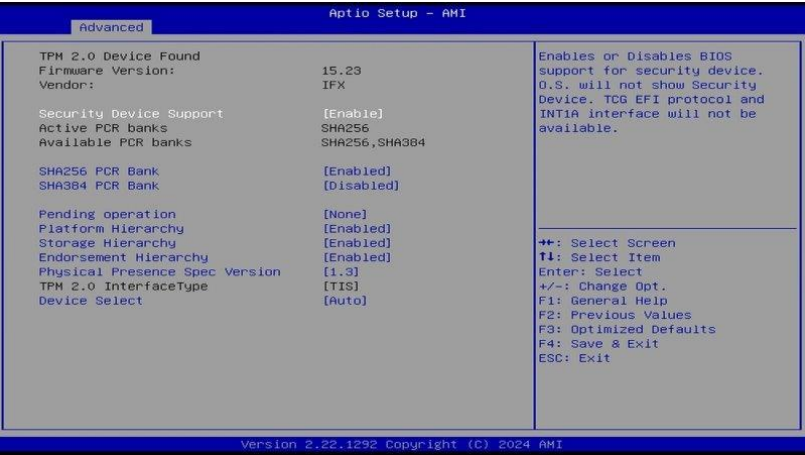 Aptio Setup - AMI
Advanced
TPM 2.0 Device Found
Firmware Version: 15.23
Vendor: IFX
Security Device Support [Enable]
Active PCR banks SHA256
Available PCR banks SHA256,SHA384
SHA256 PCR Bank [Enabled]
SHA384 PCR Bank [Disabled]
Pending operation [None]
Platform Hierarchy [Enabled]
Storage Hierarchy [Enabled]
Endorsement Hierarchy [Enabled]
Physical Presence Spec Version [1.3]
TPM 2.0 InterfaceType [TIS]
Device Select [Auto]
Enables or Disables BIOS
support for security device.
O.S. will not show Security
Device. TCG EFI protocol and
INT1A interface will not be
available.
→←: Select Screen
↑↓: Select Item
Enter: Select
+/-: Change Opt.
F1: General Help
F2: Previous Values
F3: Optimized Defaults
F4: Save & Exit
ESC: Exit
Version 2.22.1292 Copyright (C) 2024 AMI